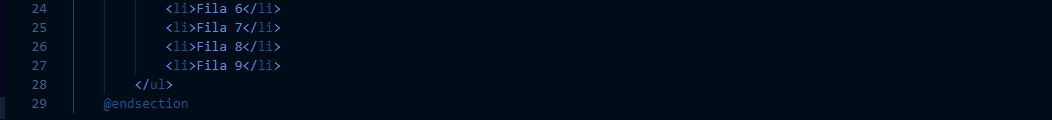 24 <li>Fila 6</li>
25 <li>Fila 7</li>
26 <li>Fila 8</li>
27 <li>Fila 9</li>
28 </ul>
29 @endsection